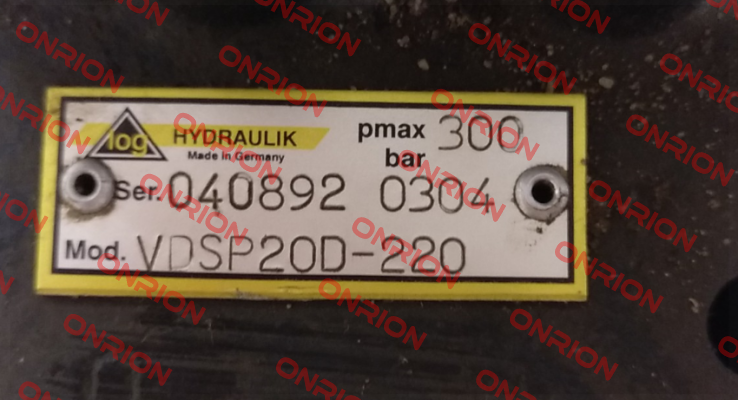 log HYDRAULIK
Made in Germany
pmax 300
bar
Ser. 040892 0304
Mod. VDSP20D-220
ONRION